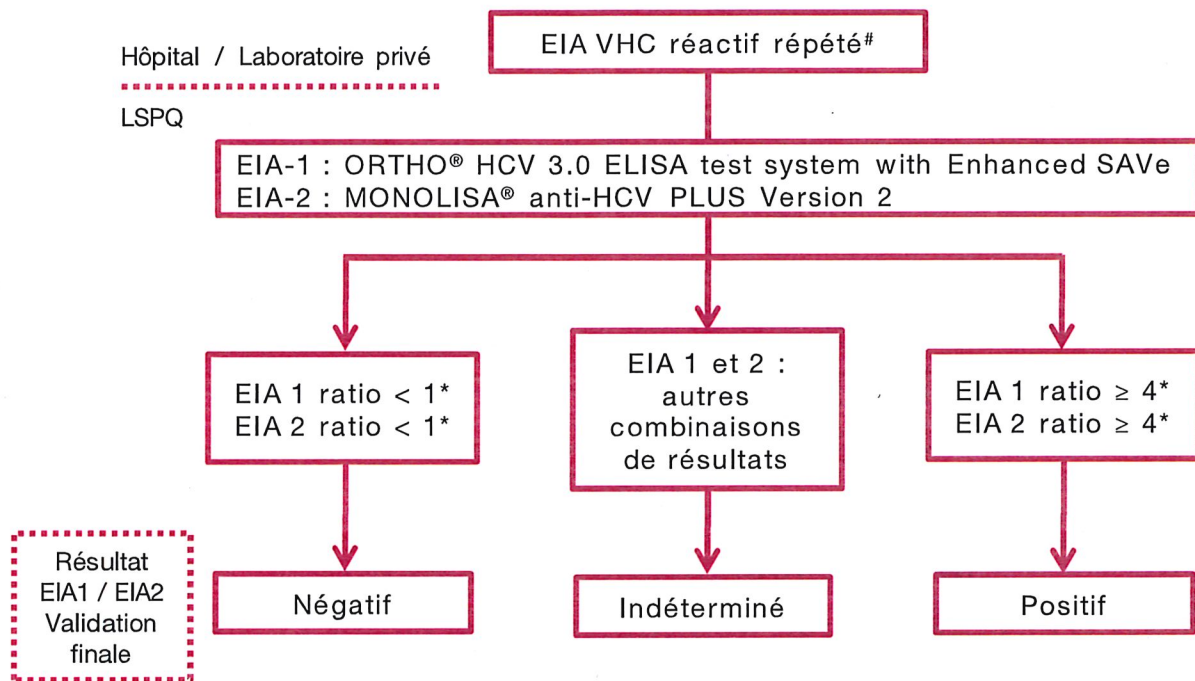 Hôpital / Laboratoire privé
EIA VHC réactif répété#
LSPQ
EIA-1 : ORTHO® HCV 3.0 ELISA test system with Enhanced SAVe
EIA-2 : MONOLISA® anti-HCV PLUS Version 2
EIA 1 ratio < 1*
EIA 2 ratio < 1*
EIA 1 et 2 :
autres
combinaisons
de résultats
EIA 1 ratio ≥ 4*
EIA 2 ratio ≥ 4*
Résultat
EIA1 / EIA2
Validation
finale
Négatif
Indéterminé
Positif